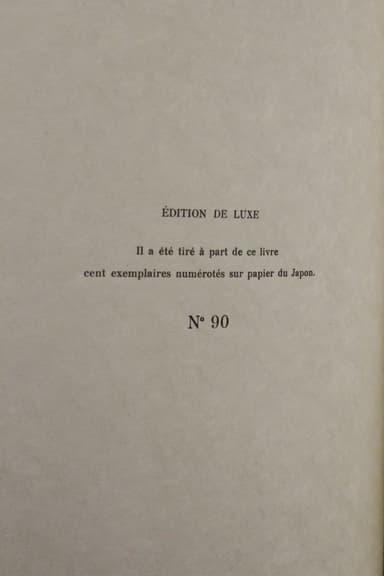 ÉDITION DE LUXE
Il a été tiré à part de ce livre
cent exemplaires numérotés sur papier du Japon.
N° 90